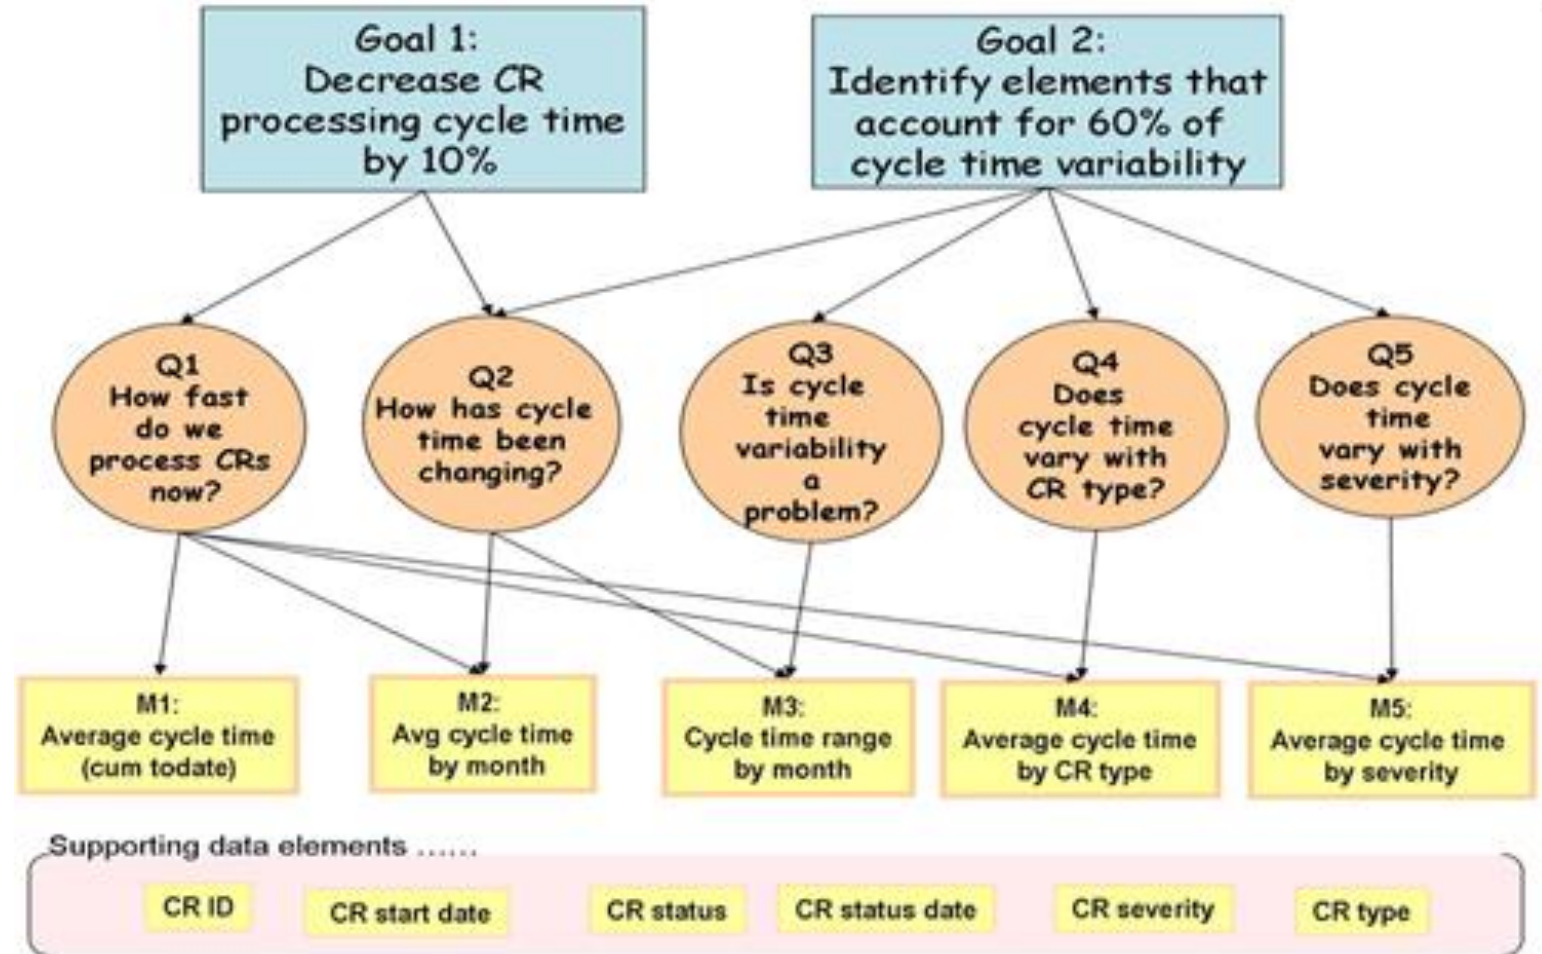 Goal 1:
Decrease CR
processing cycle time
by 10%
Goal 2:
Identify elements that
account for 60% of
cycle time variability
Q1
How fast
do we
process CRs
now?
Q2
How has cycle
time been
changing?
Q3
Is cycle
time
variability
a
problem?
Q4
Does
cycle time
vary with
CR type?
Q5
Does cycle
time
vary with
severity?
M1:
Average cycle time
(cum todate)
M2:
Avg cycle time
by month
M3:
Cycle time range
by month
M4:
Average cycle time
by CR type
M5:
Average cycle time
by severity
Supporting data elements ......
CR ID
CR start date
CR status
CR status date
CR severity
CR type